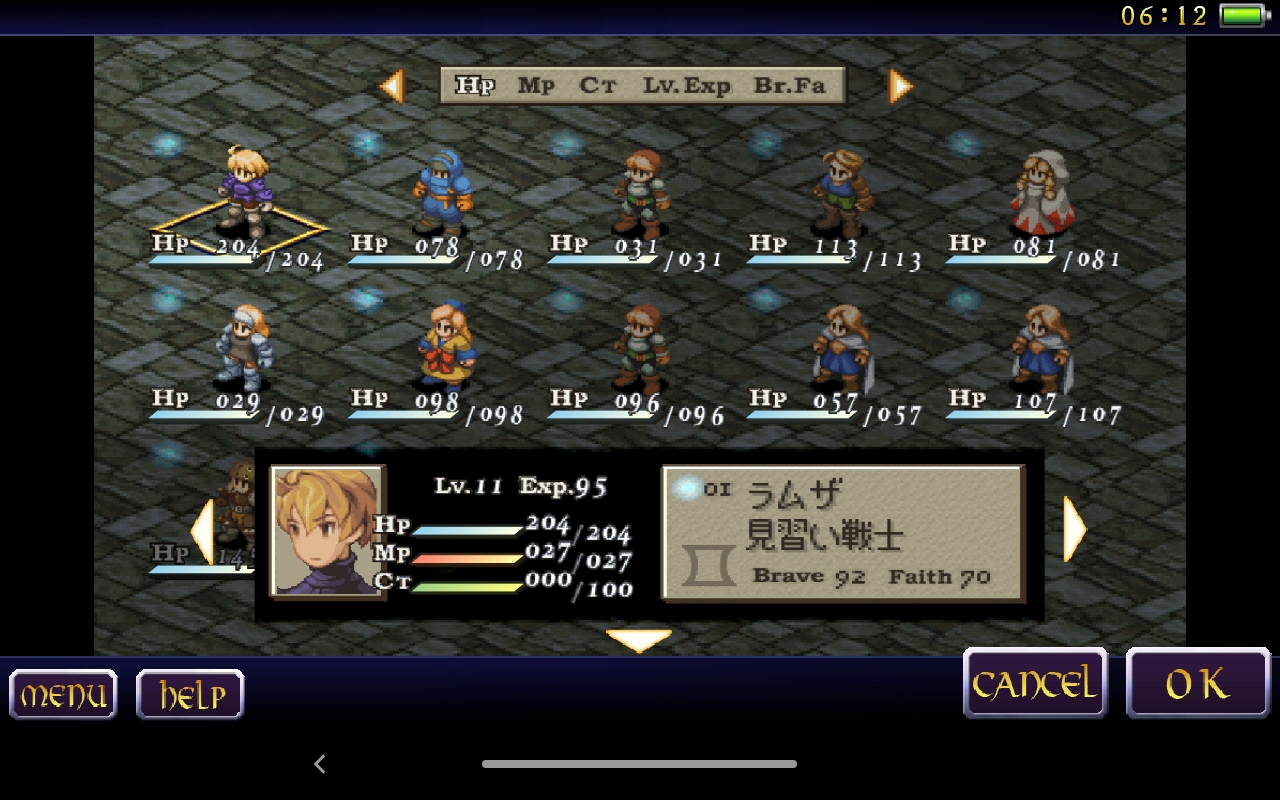 06:12
Hp Mp Ct Lv.Exp Br.Fa
Hp 204/204 Hp 078/078 Hp 031/031 Hp 113/113 Hp 081/081
Hp 029/029 Hp 098/098 Hp 096/096 Hp 057/057 Hp 107/107
Hp
Lv.11 Exp.95
Hp 204/204
Mp 027/027
Ct 000/100
01 ラムザ
見習い戦士
Brave 92 Faith 70
MENU HELP CANCEL OK